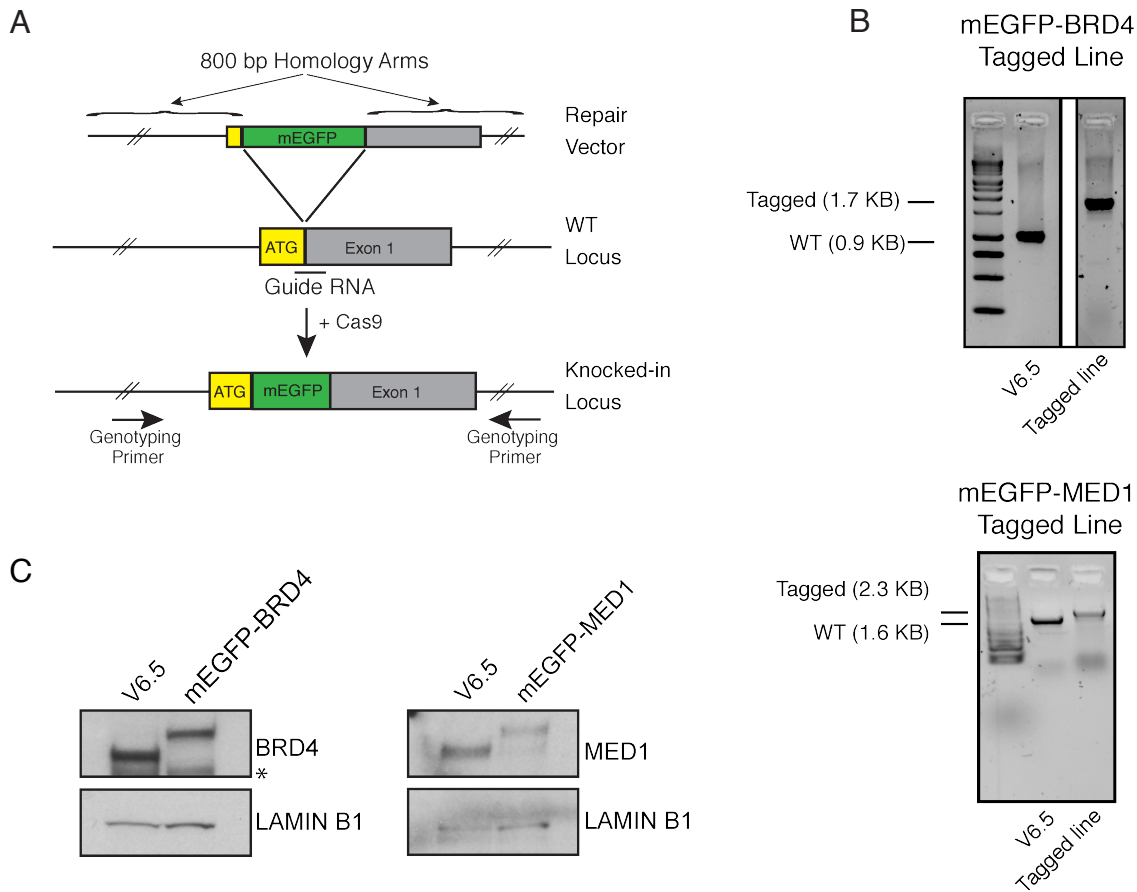 A
800 bp Homology Arms
mEGFP
Repair
Vector
ATG
Exon 1
WT
Locus
Guide RNA
+ Cas9
ATG
mEGFP
Exon 1
Knocked-in
Locus
Genotyping
Primer
Genotyping
Primer
B
mEGFP-BRD4
Tagged Line
Tagged (1.7 KB)
WT (0.9 KB)
V6.5
Tagged line
mEGFP-MED1
Tagged Line
Tagged (2.3 KB)
WT (1.6 KB)
V6.5
Tagged line
C
V6.5
mEGFP-BRD4
BRD4
*
LAMIN B1
V6.5
mEGFP-MED1
MED1
LAMIN B1